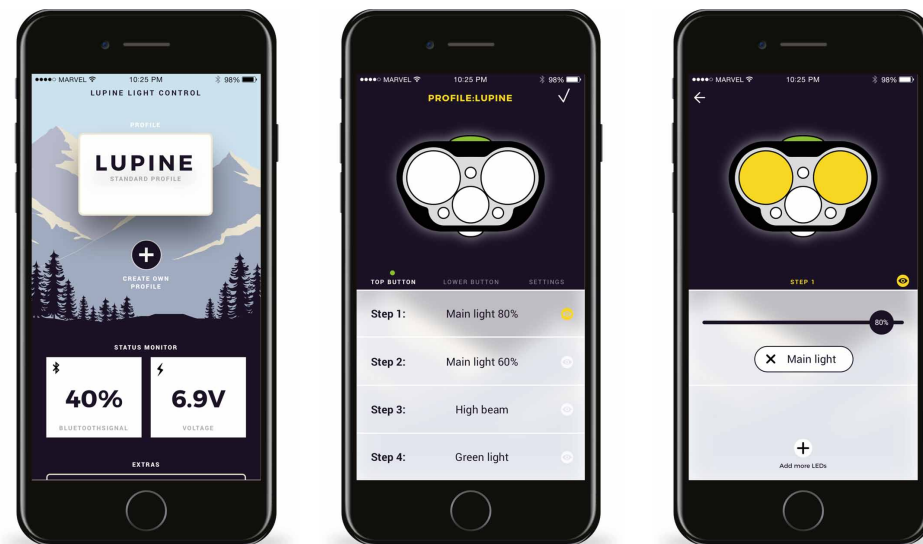 MARVEL 10:25 PM 98%
LUPINE LIGHT CONTROL
PROFILE
LUPINE
STANDARD PROFILE
CREATE OWN
PROFILE
STATUS MONITOR
40% 6.9V
BLUETOOTHSIGNAL VOLTAGE
EXTRAS
MARVEL 10:25 PM 98%
PROFILE:LUPINE
TOP BUTTON LOWER BUTTON SETTINGS
Step 1: Main light 80%
Step 2: Main light 60%
Step 3: High beam
Step 4: Green light
MARVEL 10:25 PM 98%
STEP 1
80%
Main light
Add more LEDs